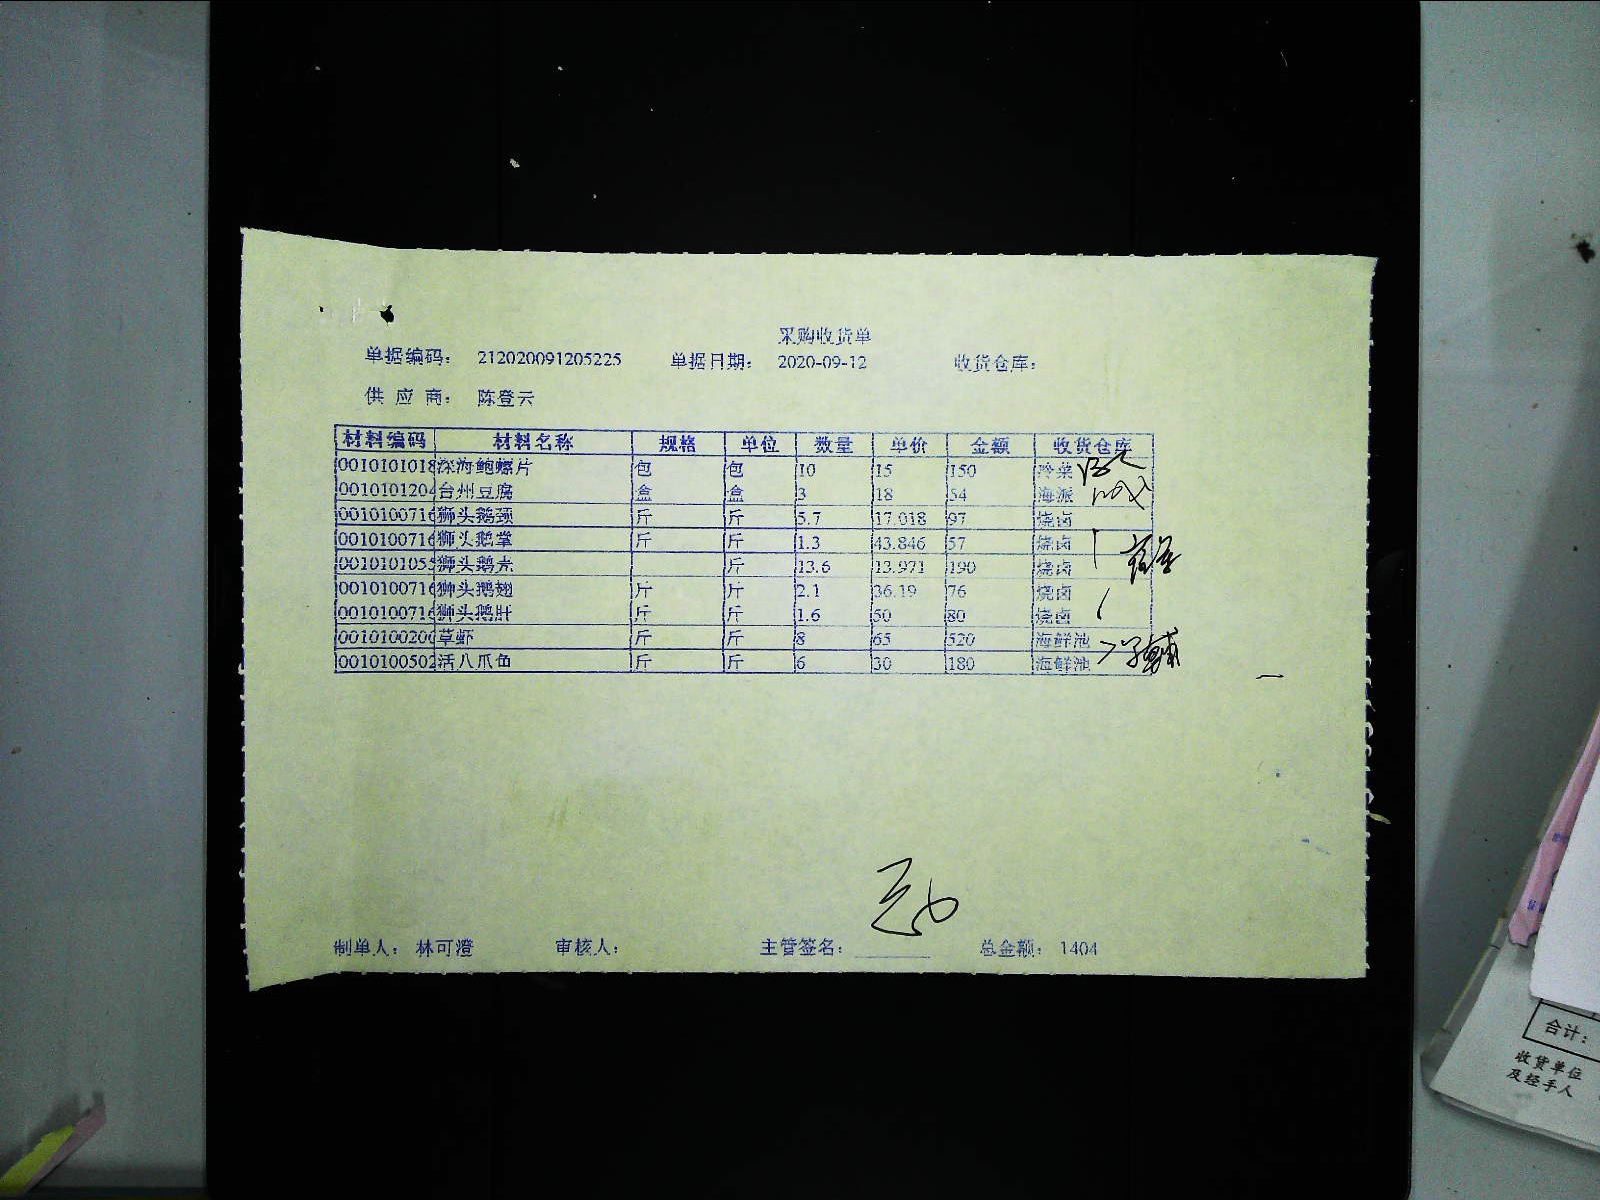 采购收货单
单据编码： 212020091205225 单据日期： 2020-09-12 收货仓库：
供 应 商： 陈登云
材料编码 材料名称 规格 单位 数量 单价 金额 收货仓库
0010101018 深海鲍螺片 包 包 10 15 150 冷菜
0010101204 台州豆腐 盒 盒 3 18 54 海派
0010100716 狮头鹅颈 斤 斤 5.7 17.018 97 烧卤
0010100716 狮头鹅掌 斤 斤 1.3 43.846 57 烧卤
0010101055 狮头鹅 斤 13.6 13.971 190 烧卤
0010100716 狮头鹅翅 斤 斤 2.1 36.19 76 烧卤
0010100716 狮头鹅肝 斤 斤 1.6 50 80 烧卤
0010100200 草虾 斤 斤 8 65 520 海鲜池
0010100502 活八爪鱼 斤 斤 6 30 180 海鲜池
制单人： 林可澄 审核人： 主管签名： 总金额： 1404
合计：
收货单位
及经手人